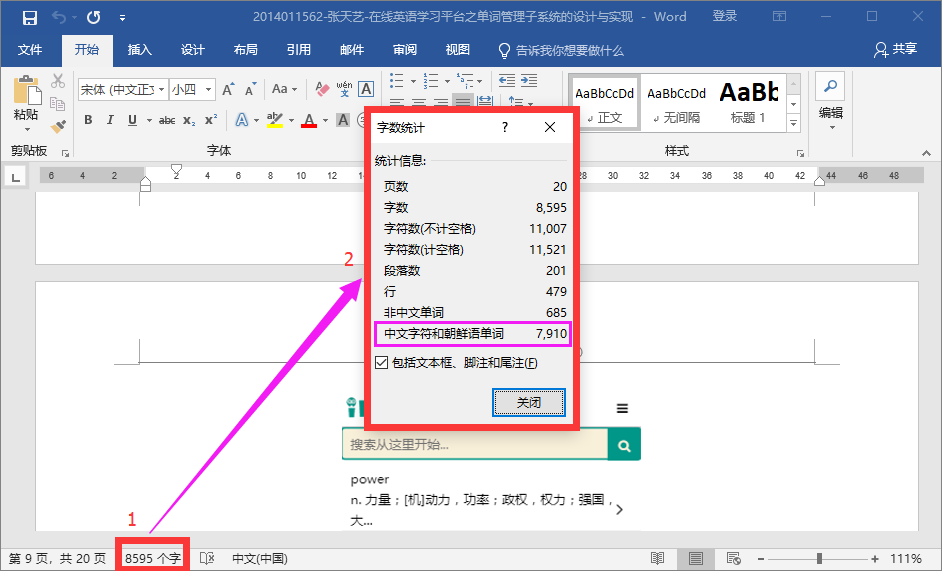 2014011562-张天艺-在线英语学习平台之单词管理子系统的设计与实现 - Word 登录
文件 开始 插入 设计 布局 引用 邮件 审阅 视图 告诉我你想要做什么 共享
宋体 (中文正文 小四 A A Aa wén A
粘贴 B I U abc x₂ x² A ab A A
AaBbCcDd AaBbCcDd AaBb
正文 无间隔 标题 1
编辑
剪贴板 字体 样式
L 6 4 2 2 4 6 8 10 12 28 30 32 34 36 38 40 42 44 46 48
字数统计 ? ×
统计信息:
页数 20
字数 8,595
字符数(不计空格) 11,007
字符数(计空格) 11,521
段落数 201
行 479
非中文单词 685
中文字符和朝鲜语单词 7,910
包括文本框、脚注和尾注(F)
关闭
2
搜索从这里开始...
power
n. 力量；[机]动力，功率；政权，权力；强国，
大...
1
第 9 页，共 20 页 8595 个字 中文(中国) 111%